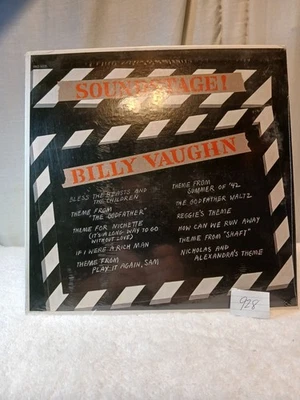 SOUNDSTAGE!
BILLY VAUGHN
BLESS THE BEASTS AND
THE CHILDREN
THEME FROM
"THE GODFATHER"
THEME FOR NICHETTE
(IT'S A LONG WAY TO GO
WITHOUT LOVE)
IF I WERE A RICH MAN
THEME FROM
PLAY IT AGAIN, SAM
THEME FROM
SUMMER OF '42
THE GODFATHER WALTZ
REGGIE'S THEME
HOW CAN WE RUN AWAY
THEME FROM "SHAFT"
NICHOLAS AND
ALEXANDRA'S THEME
928